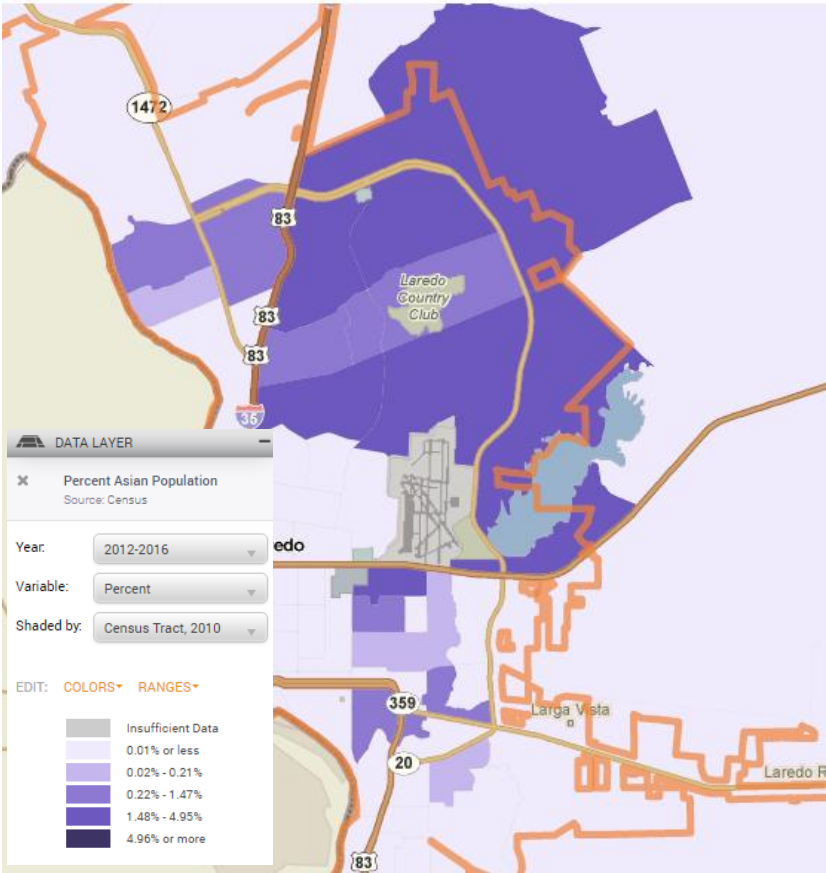 1472
83
83
83
Laredo
Country
Club
35
DATA LAYER
Percent Asian Population
Source: Census
Year:
2012-2016
Variable:
Percent
Shaded by:
Census Tract, 2010
EDIT:
COLORS
RANGES
Insufficient Data
0.01% or less
0.02% - 0.21%
0.22% - 1.47%
1.48% - 4.95%
4.96% or more
edo
359
Larga Vista
20
Laredo R
83